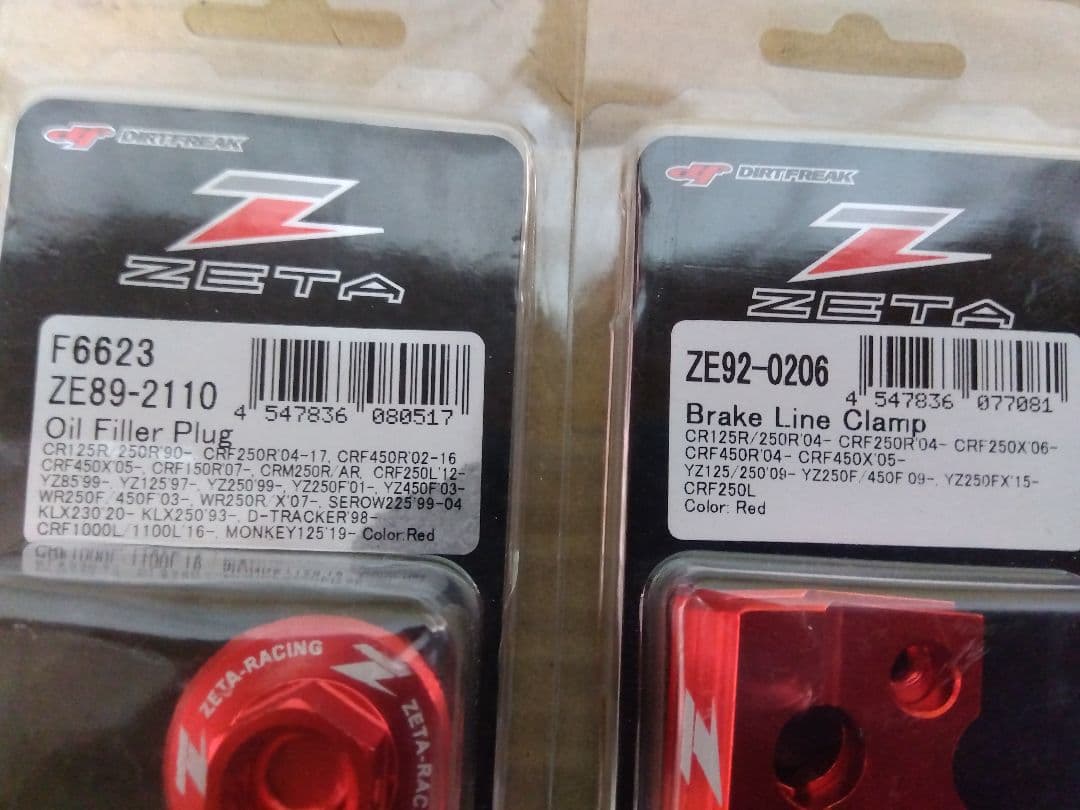 DIRTFREAK
ZETA
F6623
ZE89-2110
4 547836 080517
Oil Filler Plug
CR125R/250R'90-, CRF250R'04-17, CRF450R'02-16
CRF450X'05-, CRF150R'07-, CRM250R/AR, CRF250L'12-
YZ85'99-, YZ125'97-, YZ250'99-, YZ250F'01- YZ450F'03-
WR250F/450F'03-, WR250R/X'07-, SEROW225'99-04
KLX230'20- KLX250'93-, D-TRACKER'98-
CRF1000L/1100L'16-, MONKEY125'19- Color:Red
ZETA-RACING
Z
ZETA-RAC
Z
DIRTFREAK
ZETA
ZE92-0206
4 547836 077081
Brake Line Clamp
CR125R/250R'04- CRF250R'04- CRF250X'06-
CRF450R'04- CRF450X'05-
YZ125/250'09- YZ250F/450F'09-, YZ250FX'15-
CRF250L
Color: Red
Z